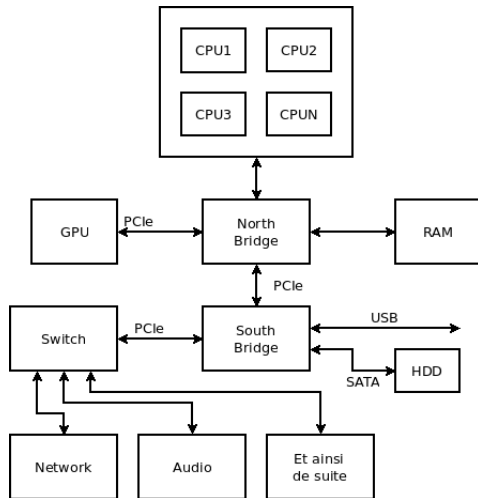 CPU1
CPU2
CPU3
CPUN
GPU
PCIe
North
Bridge
RAM
PCIe
Switch
PCIe
South
Bridge
USB
SATA
HDD
Network
Audio
Et ainsi
de suite